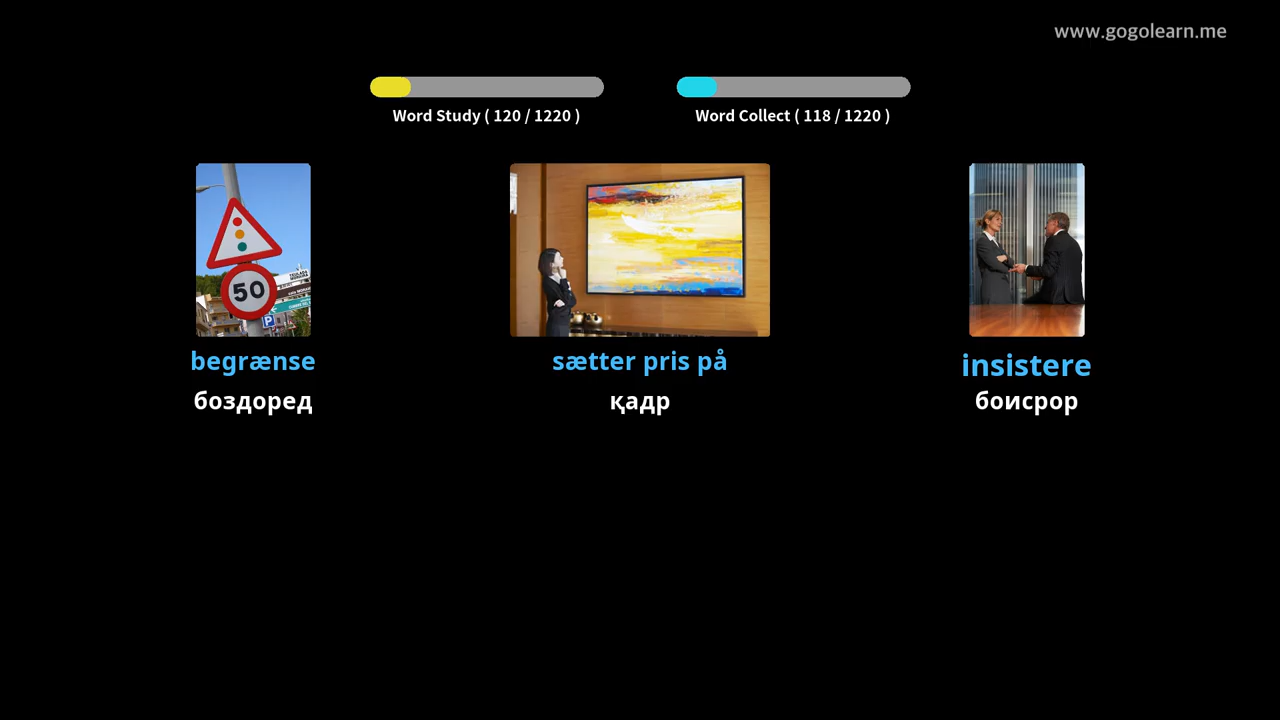 www.gogolearn.me
Word Study ( 120 / 1220 )
Word Collect ( 118 / 1220 )
50
P
begrænse
sætter pris på
insistere
боздоред
қадр
боисрор